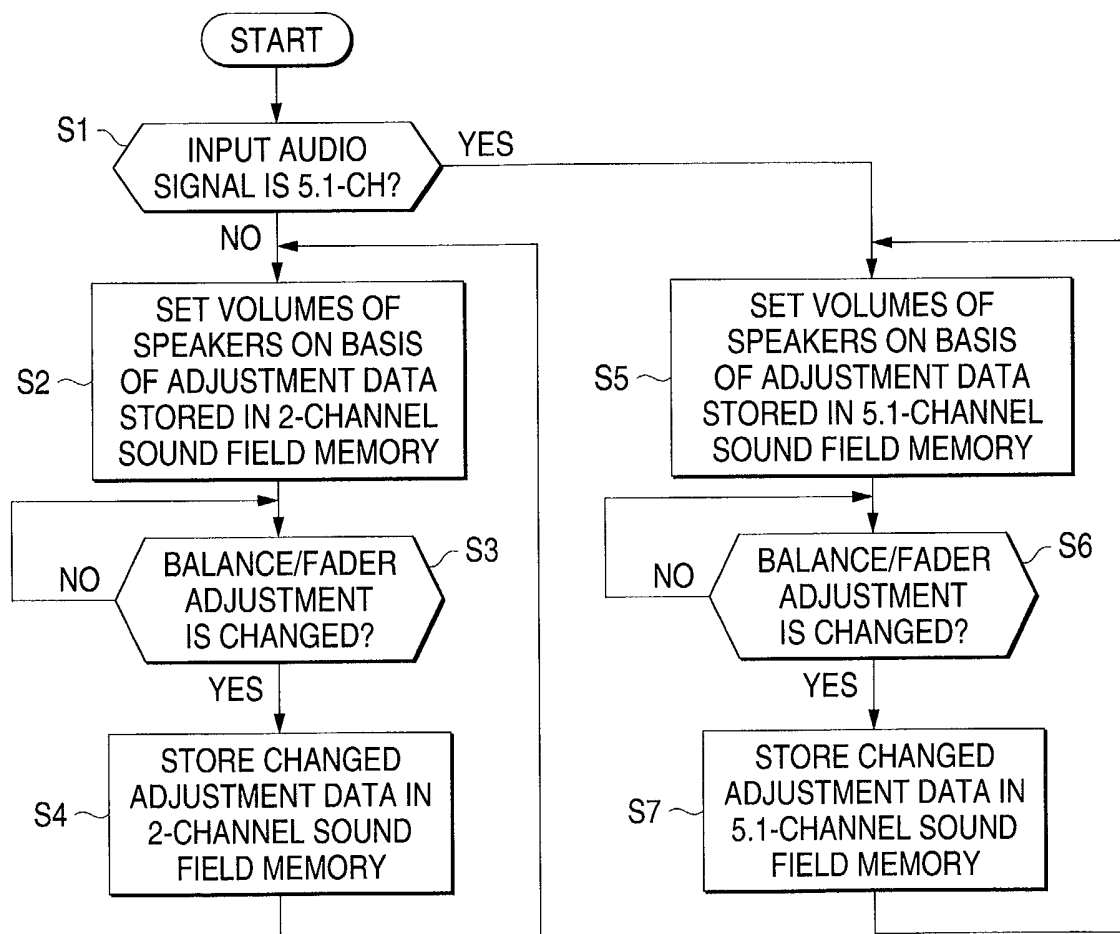 START
S1
INPUT AUDIO
SIGNAL IS 5.1-CH?
YES
NO
S2
SET VOLUMES OF
SPEAKERS ON BASIS
OF ADJUSTMENT DATA
STORED IN 2-CHANNEL
SOUND FIELD MEMORY
S3
BALANCE/FADER
ADJUSTMENT
IS CHANGED?
NO
YES
S4
STORE CHANGED
ADJUSTMENT DATA IN
2-CHANNEL SOUND
FIELD MEMORY
S5
SET VOLUMES OF
SPEAKERS ON BASIS
OF ADJUSTMENT DATA
STORED IN 5.1-CHANNEL
SOUND FIELD MEMORY
S6
BALANCE/FADER
ADJUSTMENT
IS CHANGED?
NO
YES
S7
STORE CHANGED
ADJUSTMENT DATA IN
5.1-CHANNEL SOUND
FIELD MEMORY